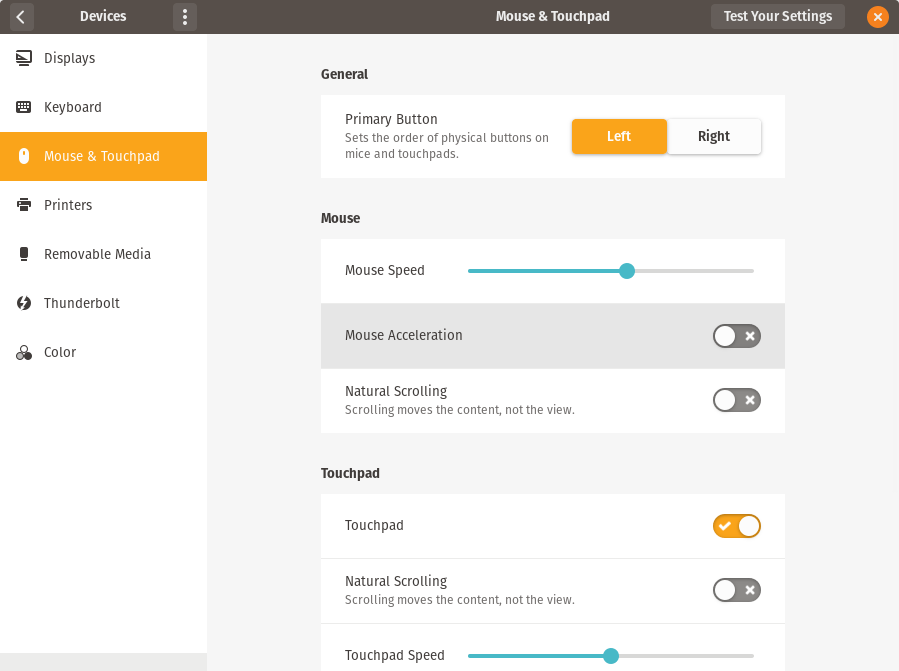 Devices
Mouse & Touchpad
Test Your Settings
Displays
Keyboard
Mouse & Touchpad
Printers
Removable Media
Thunderbolt
Color
General
Primary Button
Sets the order of physical buttons on
mice and touchpads.
Left
Right
Mouse
Mouse Speed
Mouse Acceleration
Natural Scrolling
Scrolling moves the content, not the view.
Touchpad
Touchpad
Natural Scrolling
Scrolling moves the content, not the view.
Touchpad Speed